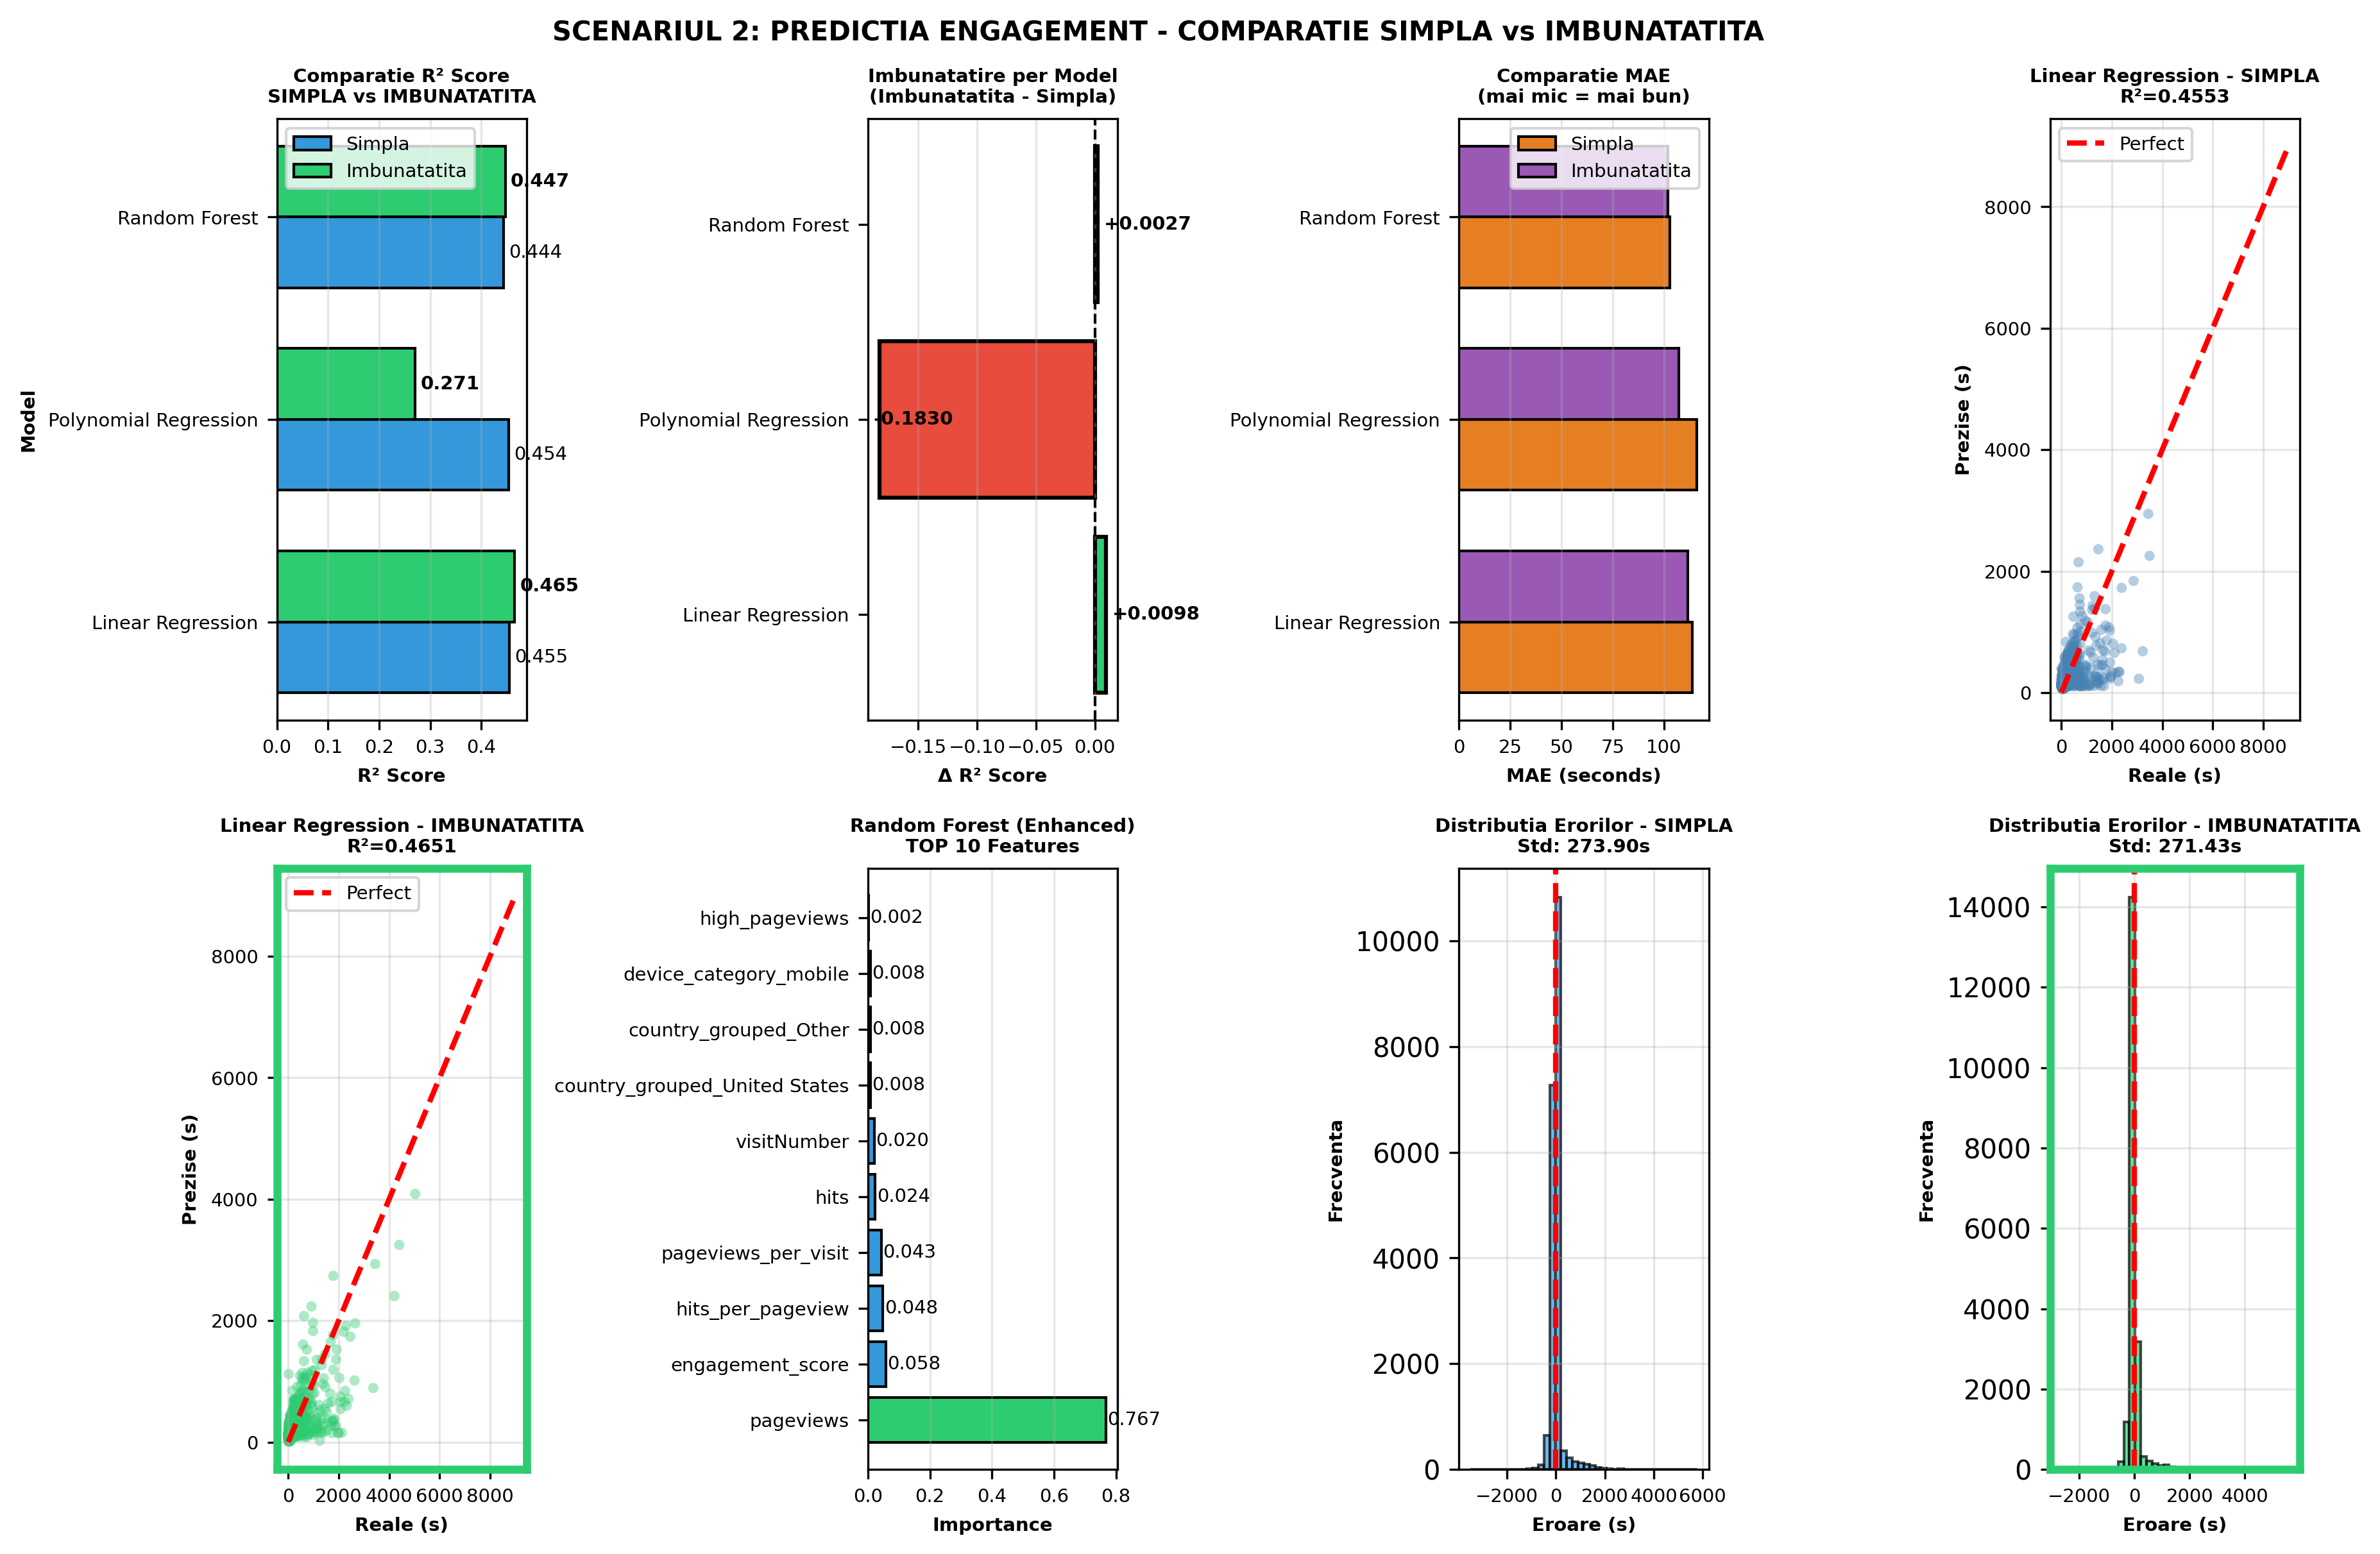 SCENARIUL 2: PREDICTIA ENGAGEMENT - COMPARATIE SIMPLA vs IMBUNATATITA
Comparatie R² Score
SIMPLA vs IMBUNATATITA
Simpla
Imbunatatita
Model
Random Forest
Polynomial Regression
Linear Regression
0.447
0.444
0.271
0.454
0.465
0.455
0.0 0.1 0.2 0.3 0.4
R² Score
Imbunatatire per Model
(Imbunatatita - Simpla)
Random Forest
Polynomial Regression
Linear Regression
+0.0027
-0.1830
+0.0098
−0.15 −0.10 −0.05 0.00
Δ R² Score
Comparatie MAE
(mai mic = mai bun)
Simpla
Imbunatatita
Random Forest
Polynomial Regression
Linear Regression
0 25 50 75 100
MAE (seconds)
Linear Regression - SIMPLA
R²=0.4553
Perfect
Prezise (s)
8000
6000
4000
2000
0
0 2000 4000 6000 8000
Reale (s)
Linear Regression - IMBUNATATITA
R²=0.4651
Perfect
Prezise (s)
8000
6000
4000
2000
0
0 2000 4000 6000 8000
Reale (s)
Random Forest (Enhanced)
TOP 10 Features
high_pageviews 0.002
device_category_mobile 0.008
country_grouped_Other 0.008
country_grouped_United States 0.008
visitNumber 0.020
hits 0.024
pageviews_per_visit 0.043
hits_per_pageview 0.048
engagement_score 0.058
pageviews 0.767
0.0 0.2 0.4 0.6 0.8
Importance
Distributia Erorilor - SIMPLA
Std: 273.90s
Frecventa
10000
8000
6000
4000
2000
0
−2000 0 2000 4000 6000
Eroare (s)
Distributia Erorilor - IMBUNATATITA
Std: 271.43s
Frecventa
14000
12000
10000
8000
6000
4000
2000
0
−2000 0 2000 4000
Eroare (s)